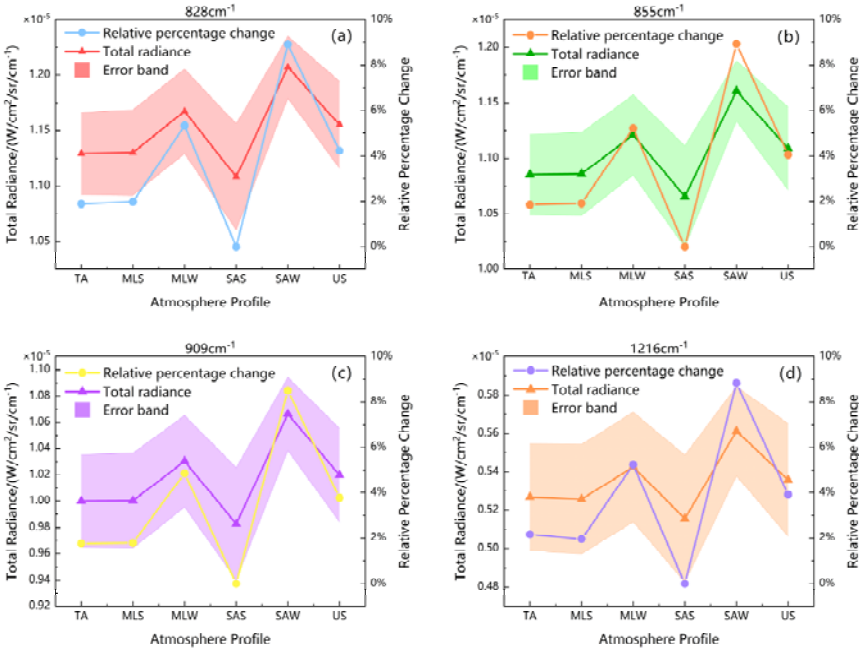 828cm⁻¹
×10⁻⁵
(a)
Relative percentage change
Total radiance
Error band
1.20
1.15
1.10
1.05
10%
8%
6%
4%
2%
0%
Total Radiance/(W/cm²/sr/cm⁻¹)
Relative Percentage Change
TA MLS MLW SAS SAW US
Atmosphere Profile
855cm⁻¹
×10⁻⁵
(b)
Relative percentage change
Total radiance
Error band
1.20
1.15
1.10
1.05
1.00
10%
8%
6%
4%
2%
0%
Total Radiance/(W/cm²/sr/cm⁻¹)
Relative Percentage Change
TA MLS MLW SAS SAW US
Atmosphere Profile
909cm⁻¹
×10⁻⁵
(c)
Relative percentage change
Total radiance
Error band
1.10
1.08
1.06
1.04
1.02
1.00
0.98
0.96
0.94
0.92
10%
8%
6%
4%
2%
0%
Total Radiance/(W/cm²/sr/cm⁻¹)
Relative Percentage Change
TA MLS MLW SAS SAW US
Atmosphere Profile
1216cm⁻¹
×10⁻⁵
(d)
Relative percentage change
Total radiance
Error band
0.58
0.56
0.54
0.52
0.50
0.48
10%
8%
6%
4%
2%
0%
Total Radiance/(W/cm²/sr/cm⁻¹)
Relative Percentage Change
TA MLS MLW SAS SAW US
Atmosphere Profile